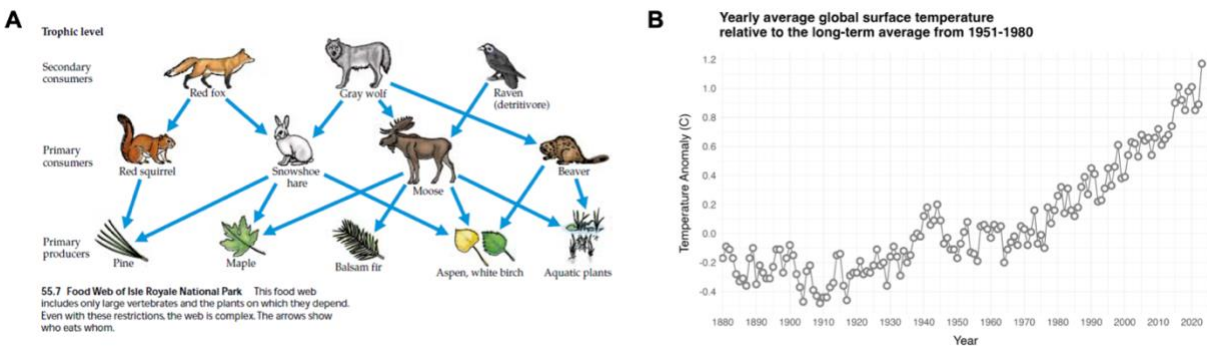 A
Trophic level
Secondary
consumers
Red fox
Gray wolf
Raven
(detritivore)
Primary
consumers
Red squirrel
Snowshoe
hare
Moose
Beaver
Primary
producers
Pine
Maple
Balsam fir
Aspen, white birch
Aquatic plants
55.7 Food Web of Isle Royale National Park This food web
includes only large vertebrates and the plants on which they depend.
Even with these restrictions, the web is complex. The arrows show
who eats whom.
B
Yearly average global surface temperature
relative to the long-term average from 1951-1980
Temperature Anomaly (C)
1.2
1.0
0.8
0.6
0.4
0.2
0.0
-0.2
-0.4
1880 1890 1900 1910 1920 1930 1940 1950 1960 1970 1980 1990 2000 2010 2020
Year